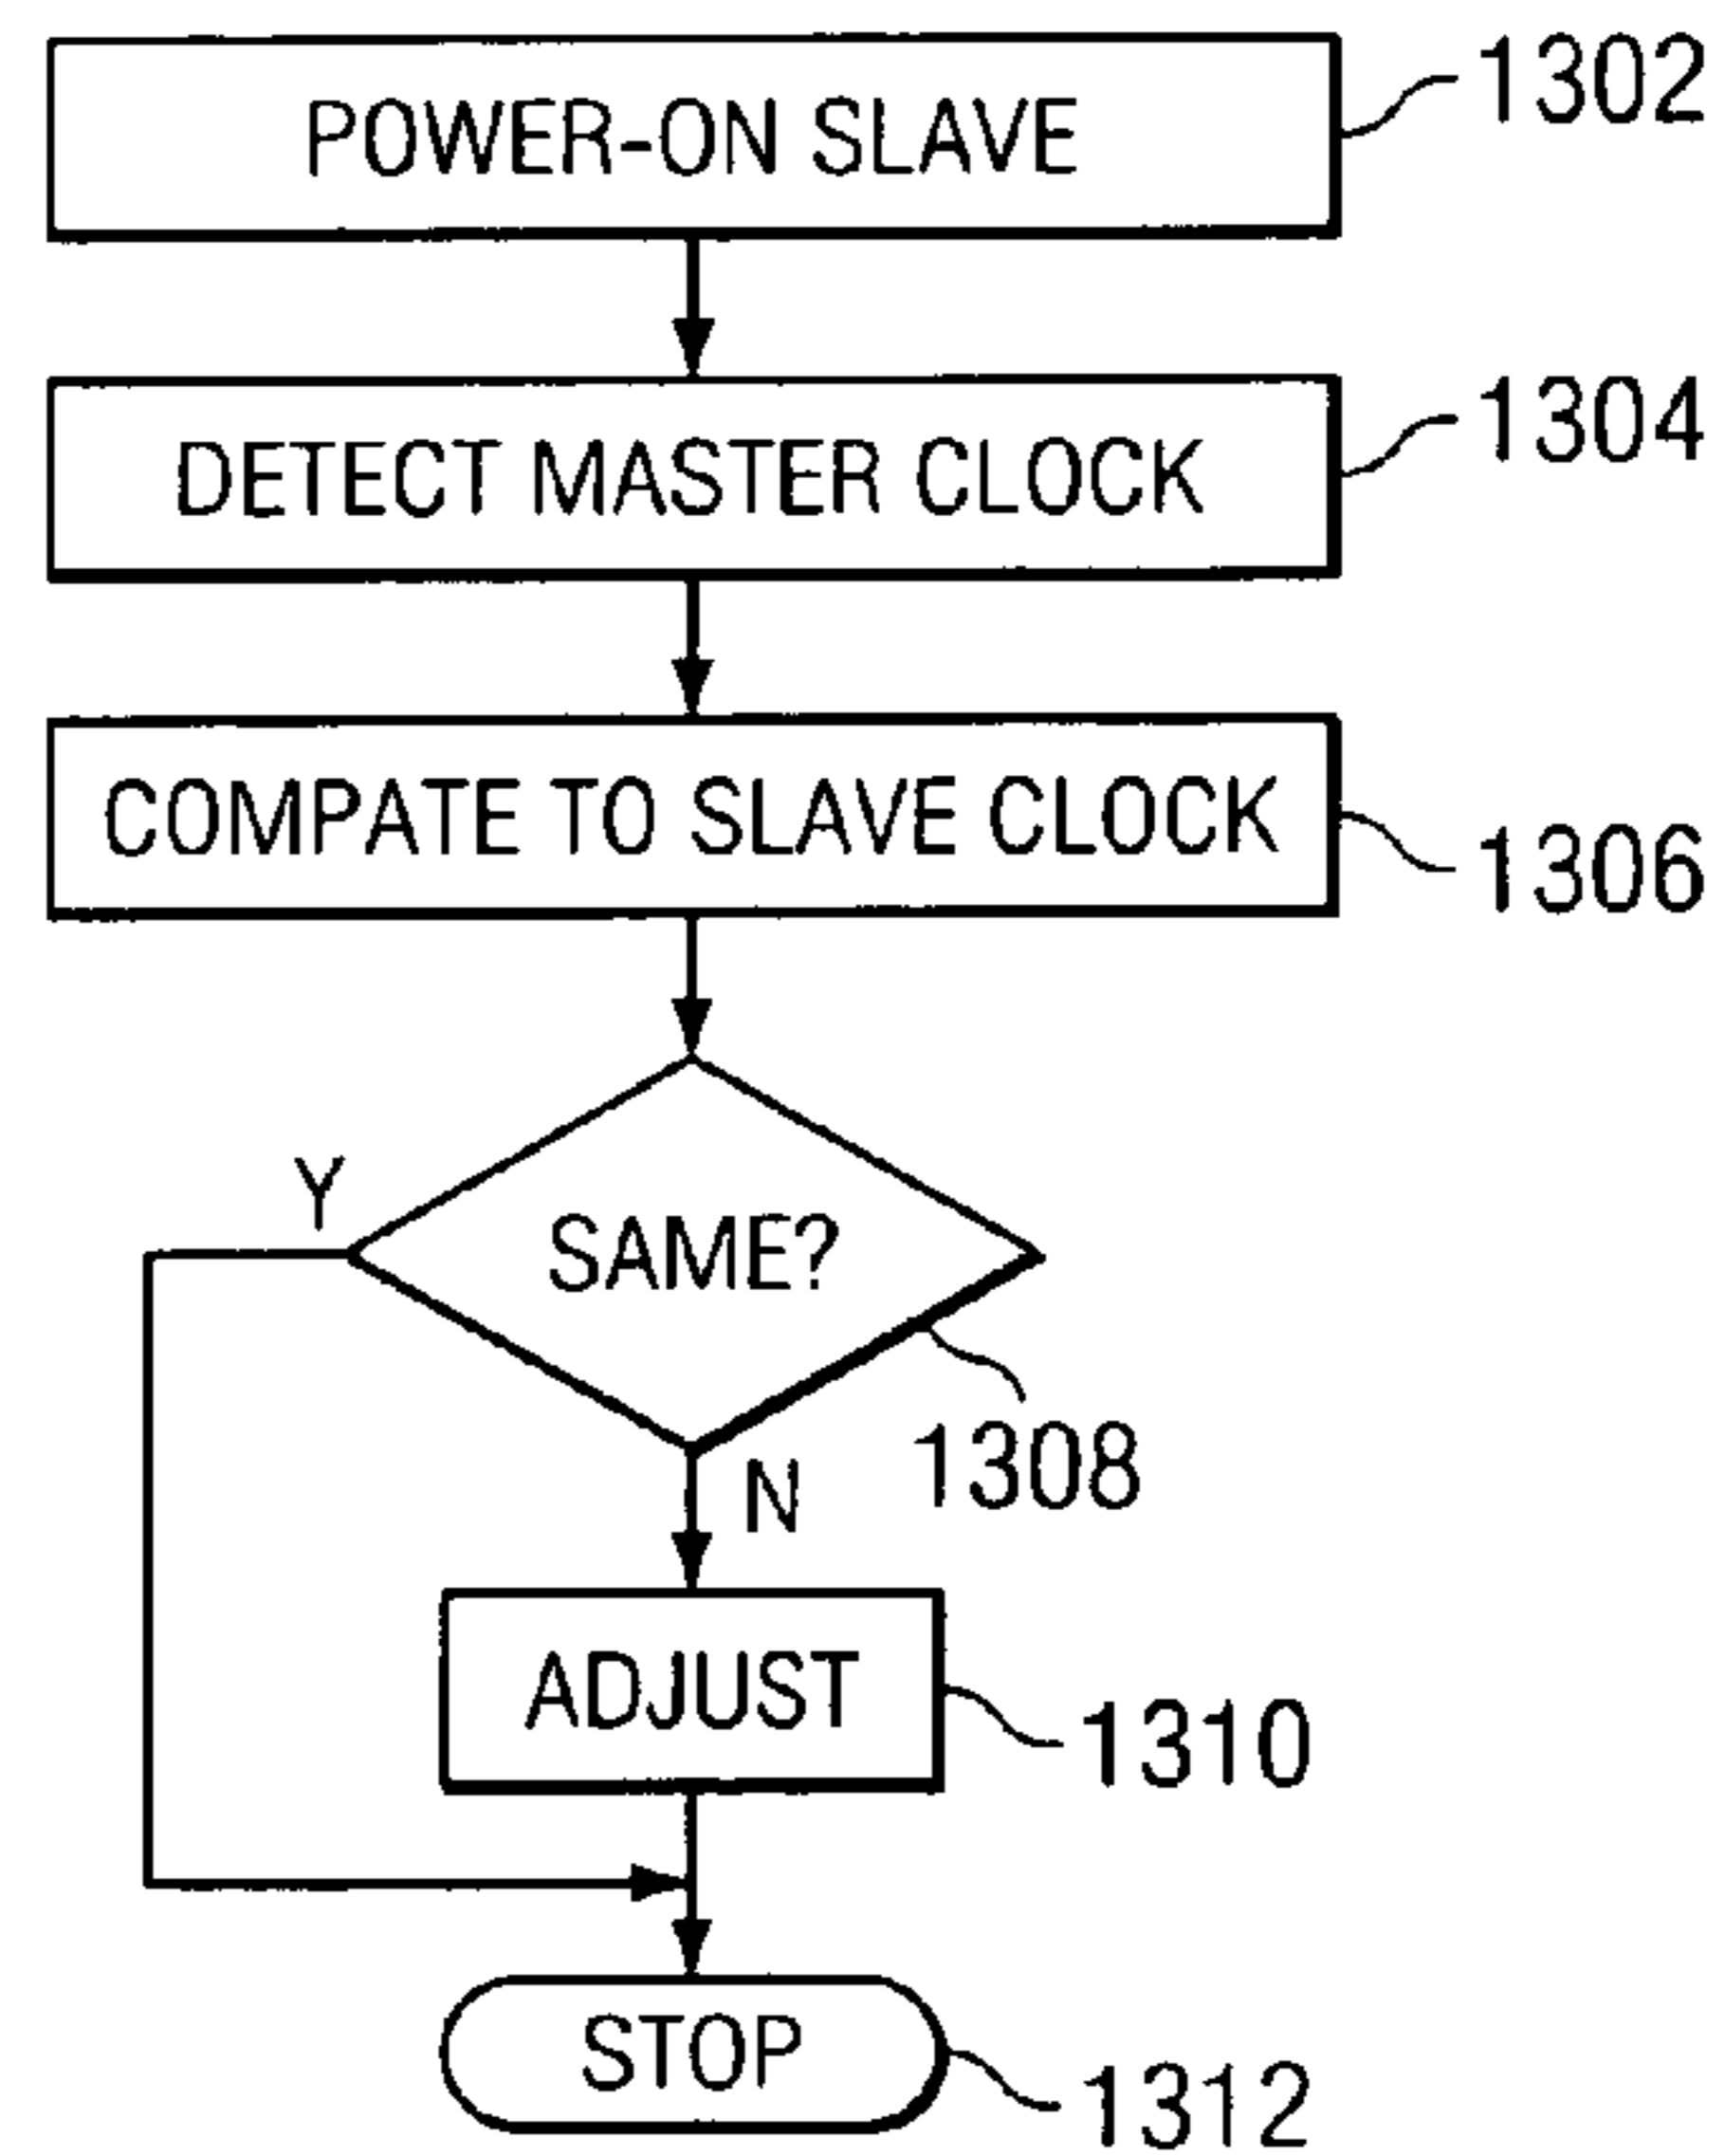 POWER-ON SLAVE
1302
DETECT MASTER CLOCK
1304
COMPATE TO SLAVE CLOCK
1306
Y
SAME?
1308
N
ADJUST
1310
STOP
1312